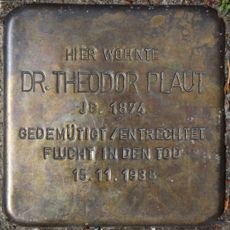 HIER WOHNTE
DR. THEODOR PLAUT
JG. 1874
GEDEMÜTIGT / ENTRECHTET
FLUCHT IN DEN TOD
15.11.1938